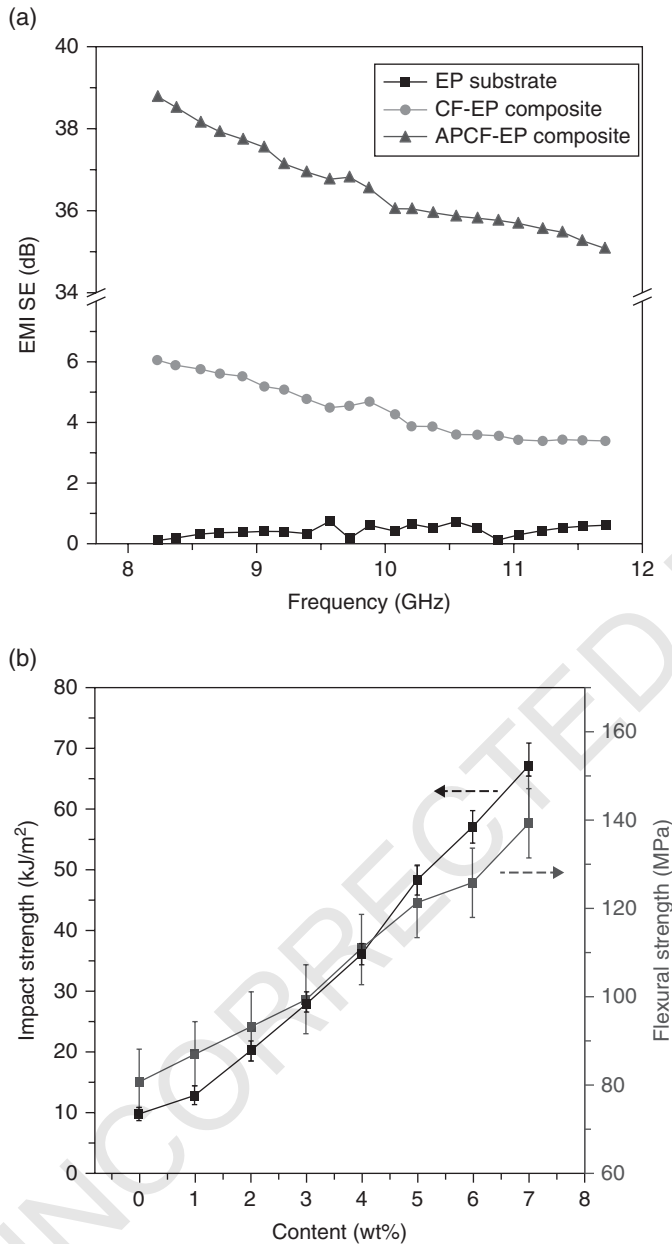 (a)
40
38
36
34
6
4
2
0
EMI SE (dB)
EP substrate
CF-EP composite
APCF-EP composite
8 9 10 11 12
Frequency (GHz)
(b)
80
70
60
50
40
30
20
10
0
Impact strength (kJ/m²)
160
140
120
100
80
60
Flexural strength (MPa)
0 1 2 3 4 5 6 7 8
Content (wt%)
INCORRECTED